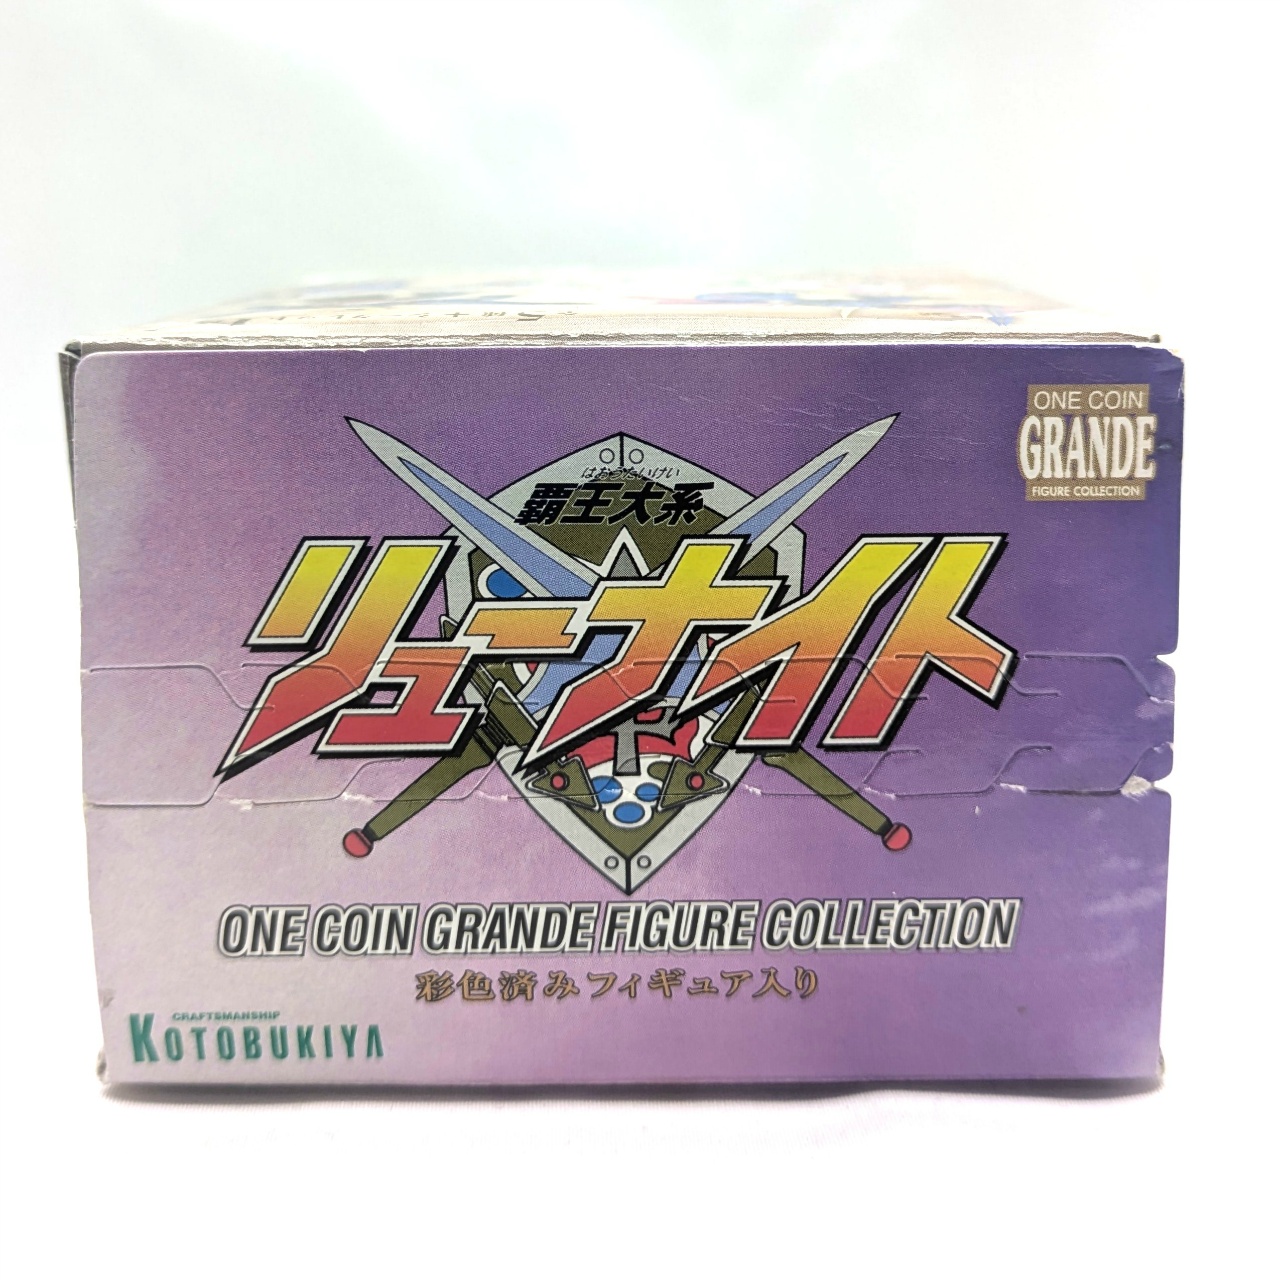 ONE COIN
GRANDE
FIGURE COLLECTION
はおうたいけい
覇王大系
リューナイト
ONE COIN GRANDE FIGURE COLLECTION
彩色済みフィギュア入り
CRAFTSMANSHIP
KOTOBUKIYA